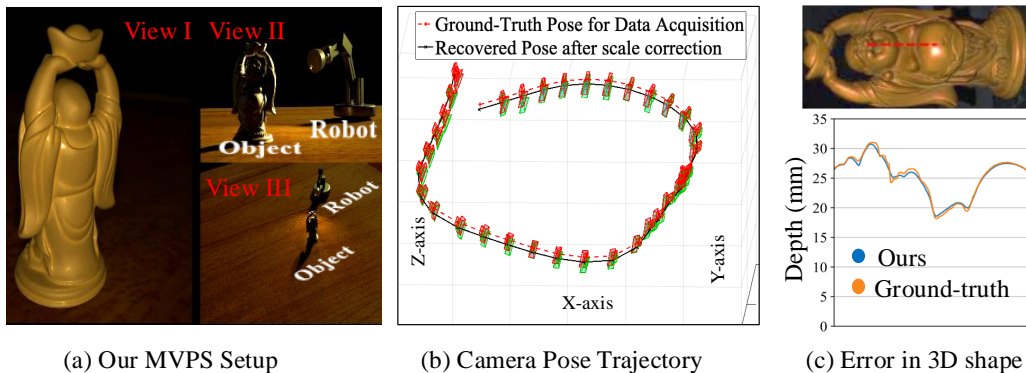 View I
View II
Robot
Object
View III
Robot
Object
Ground-Truth Pose for Data Acquisition
Recovered Pose after scale correction
Z-axis
X-axis
Y-axis
35
30
25
20
15
10
5
0
Depth (mm)
Ours
Ground-truth
(a) Our MVPS Setup
(b) Camera Pose Trajectory
(c) Error in 3D shape